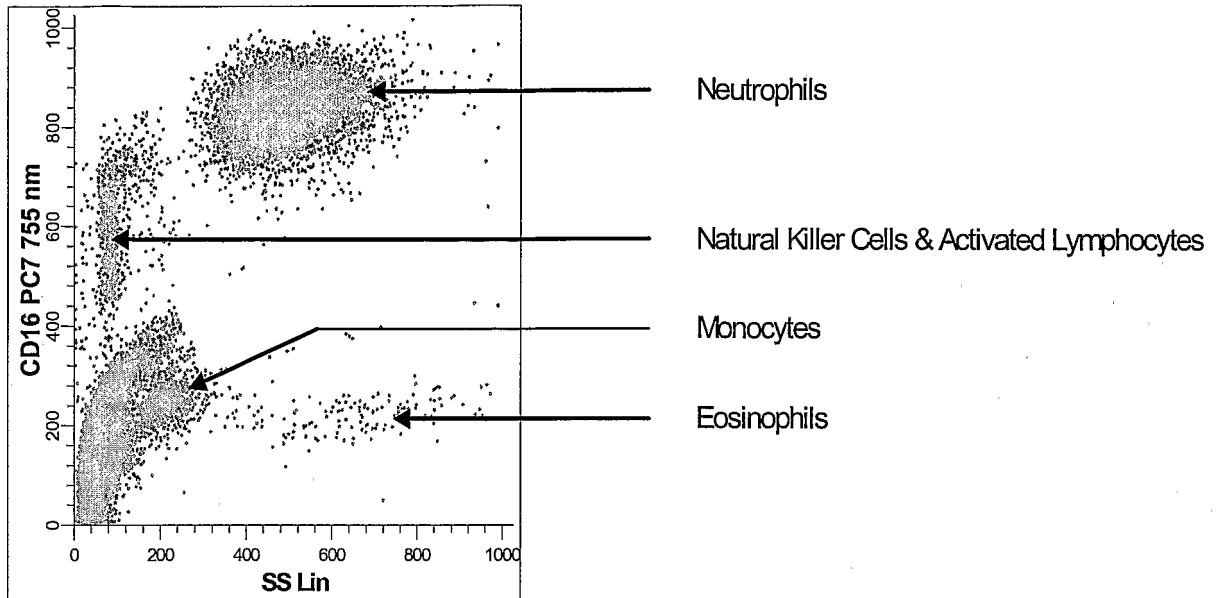 1000
800
600
400
200
0
CD16 PC7 755 nm
0 200 400 600 800 1000
SS Lin
Neutrophils
Natural Killer Cells & Activated Lymphocytes
Monocytes
Eosinophils